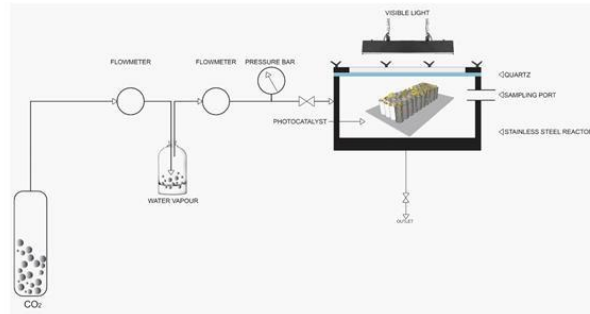 VISIBLE LIGHT
FLOWMETER
FLOWMETER
PRESSURE BAR
QUARTZ
SAMPLING PORT
PHOTOCATALYST
STAINLESS STEEL REACTOR
WATER VAPOUR
OUTLET
CO₂